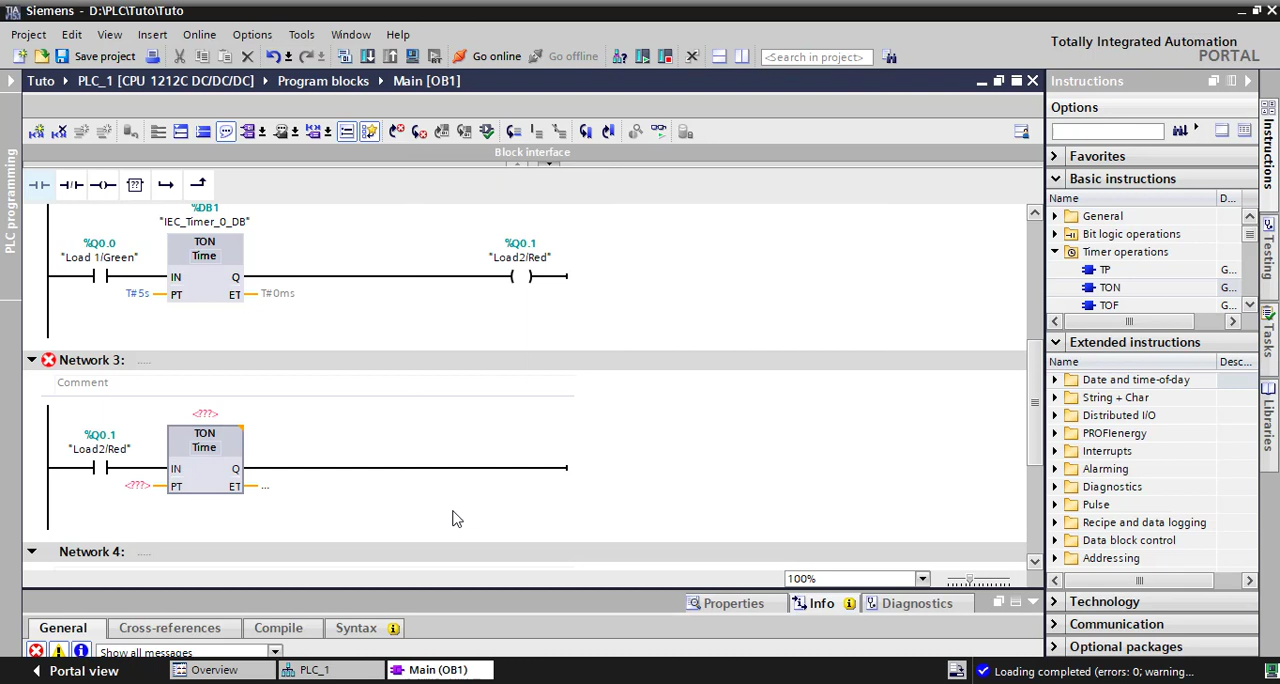 Siemens - D:\PLC\Tuto\Tuto
Project Edit View Insert Online Options Tools Window Help
Save project Go online Go offline <Search in project>
Totally Integrated Automation
PORTAL
Tuto PLC_1 [CPU 1212C DC/DC/DC] Program blocks Main [OB1]
PLC programming
Block interface
%DB1
"IEC_Timer_0_DB"
%Q0.0
"Load 1/Green"
TON
Time
IN Q
T#5s PT ET T#0ms
%Q0.1
"Load2/Red"
Network 3: .....
Comment
<???>
%Q0.1
"Load2/Red"
TON
Time
IN Q
<???> PT ET ...
Network 4: .....
100%
Properties Info Diagnostics
General Cross-references Compile Syntax
Show all messages
Portal view Overview PLC_1 Main (OB1) Loading completed (errors: 0; warning...
Instructions
Options
Favorites
Basic instructions
Name D...
General
Bit logic operations
Timer operations
TP G...
TON G...
TOF G...
Extended instructions
Name Desc...
Date and time-of-day
String + Char
Distributed I/O
PROFIenergy
Interrupts
Alarming
Diagnostics
Pulse
Recipe and data logging
Data block control
Addressing
Technology
Communication
Optional packages
Instructions
Testing
Tasks
Libraries